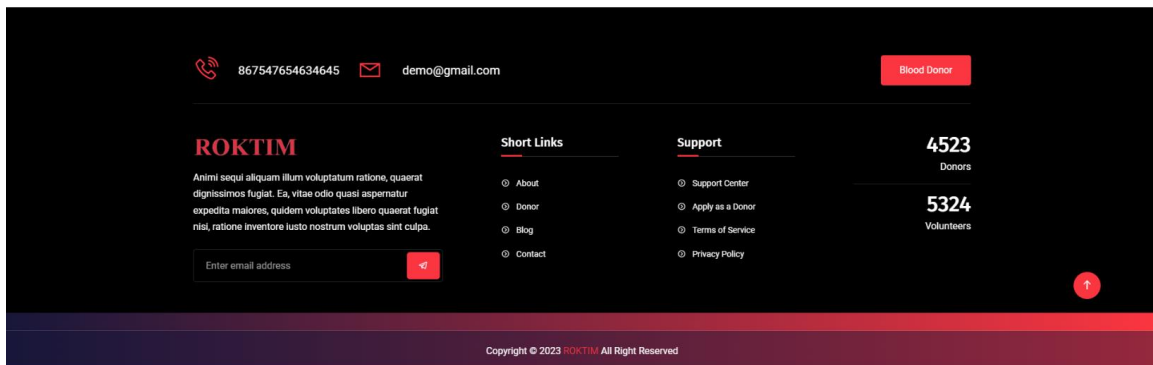 867547654634645
demo@gmail.com
Blood Donor
ROKTIM
Animi sequi aliquam illum voluptatum ratione, quaerat
dignissimos fugiat. Ea, vitae odio quasi aspernatur
expedita maiores, quidem voluptates libero quaerat fugiat
nisi, ratione inventore iusto nostrum voluptas sint culpa.
Enter email address
Short Links
About
Donor
Blog
Contact
Support
Support Center
Apply as a Donor
Terms of Service
Privacy Policy
4523
Donors
5324
Volunteers
Copyright © 2023 ROKTIM All Right Reserved